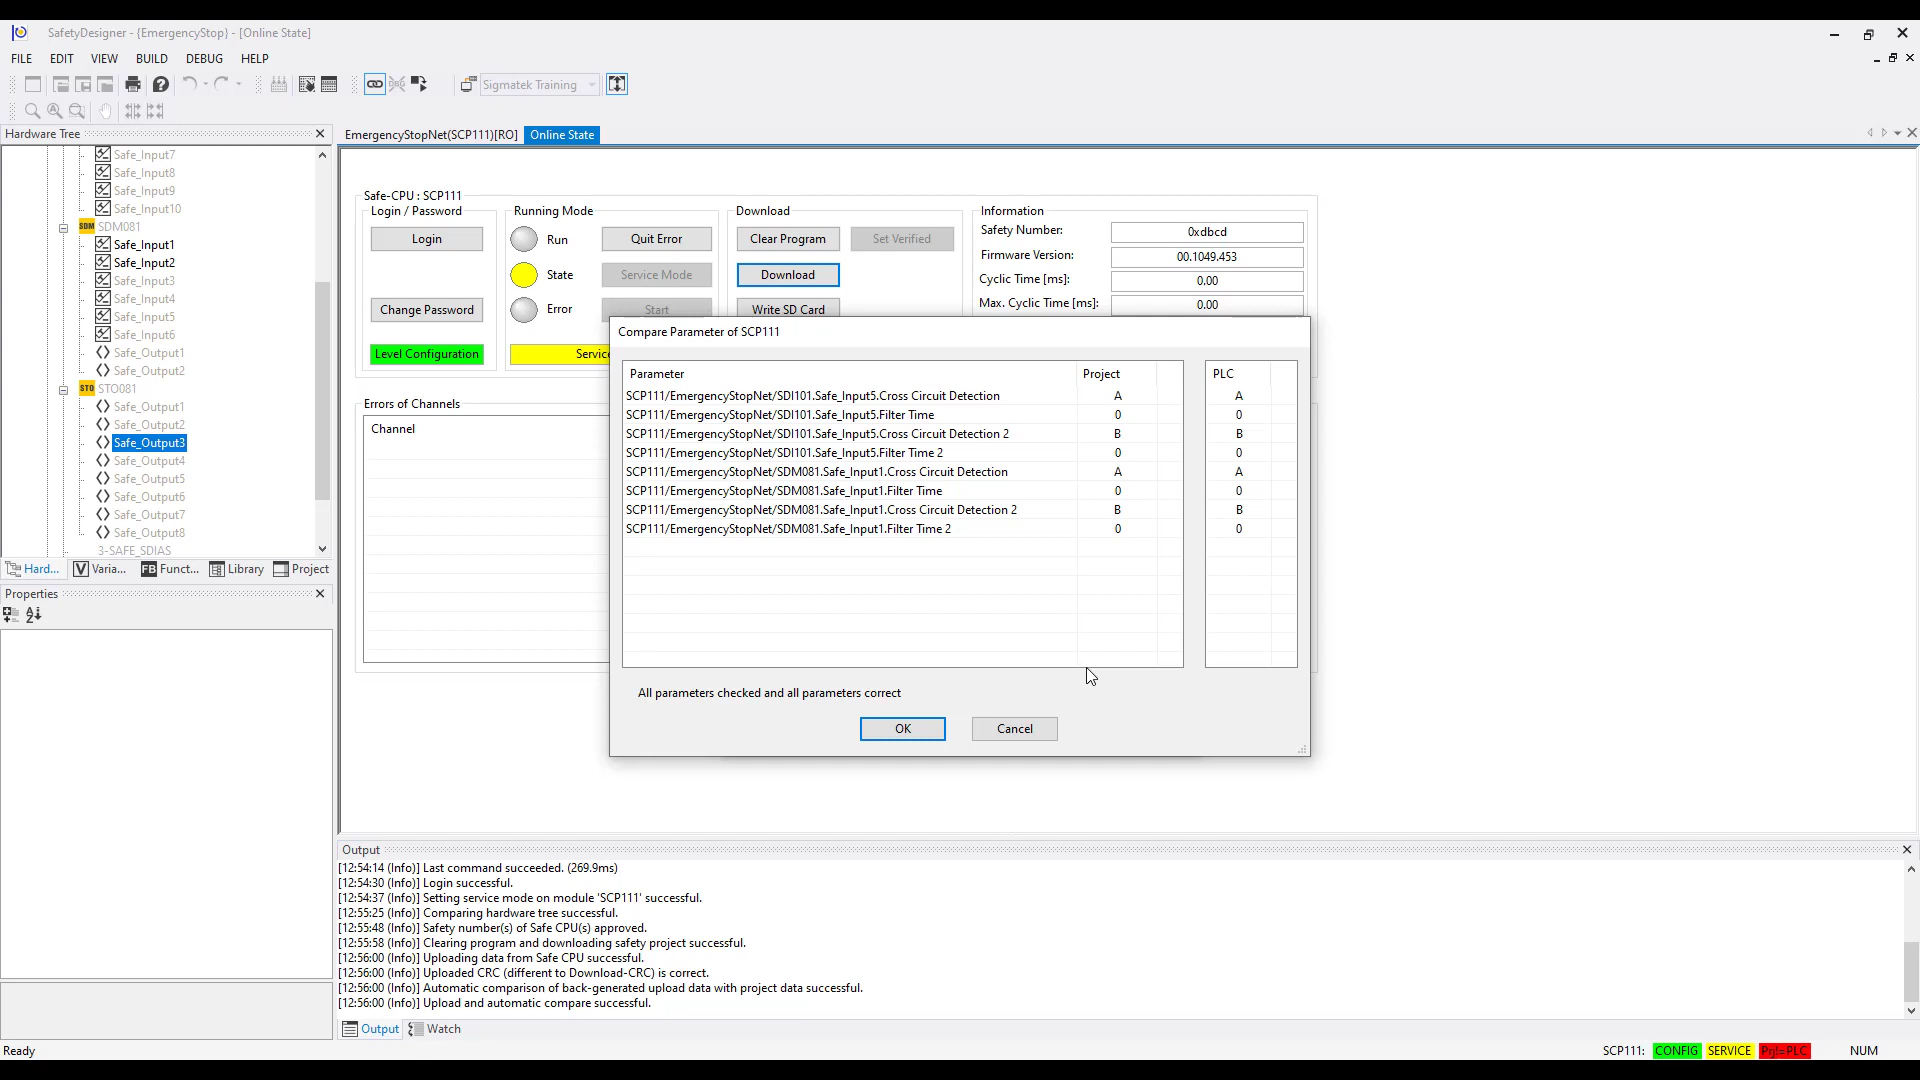 SafetyDesigner - {EmergencyStop} - [Online State]
FILE EDIT VIEW BUILD DEBUG HELP
Sigmatek Training
Hardware Tree
Safe_Input7
Safe_Input8
Safe_Input9
Safe_Input10
SDM SDM081
Safe_Input1
Safe_Input2
Safe_Input3
Safe_Input4
Safe_Input5
Safe_Input6
Safe_Output1
Safe_Output2
STO STO081
Safe_Output1
Safe_Output2
Safe_Output3
Safe_Output4
Safe_Output5
Safe_Output6
Safe_Output7
Safe_Output8
3-SAFE_SDIAS
Hard... Varia... FB Funct... Library Project
Properties
EmergencyStopNet(SCP111)[RO] Online State
Safe-CPU : SCP111
Login / Password
Login
Change Password
Level Configuration
Running Mode
Run Quit Error
State Service Mode
Error Start
Service
Download
Clear Program Set Verified
Download
Write SD Card
Information
Safety Number: 0xdbcd
Firmware Version: 00.1049.453
Cyclic Time [ms]: 0,00
Max. Cyclic Time [ms]: 0.00
Errors of Channels
Channel
Compare Parameter of SCP111
Parameter Project PLC
SCP111/EmergencyStopNet/SDI101.Safe_Input5.Cross Circuit Detection A A
SCP111/EmergencyStopNet/SDI101.Safe_Input5.Filter Time 0 0
SCP111/EmergencyStopNet/SDI101.Safe_Input5.Cross Circuit Detection 2 B B
SCP111/EmergencyStopNet/SDI101.Safe_Input5.Filter Time 2 0 0
SCP111/EmergencyStopNet/SDM081.Safe_Input1.Cross Circuit Detection A A
SCP111/EmergencyStopNet/SDM081.Safe_Input1.Filter Time 0 0
SCP111/EmergencyStopNet/SDM081.Safe_Input1.Cross Circuit Detection 2 B B
SCP111/EmergencyStopNet/SDM081.Safe_Input1.Filter Time 2 0 0
All parameters checked and all parameters correct
OK Cancel
Output
[12:54:14 (Info)] Last command succeeded. (269.9ms)
[12:54:30 (Info)] Login successful.
[12:54:37 (Info)] Setting service mode on module 'SCP111' successful.
[12:55:25 (Info)] Comparing hardware tree successful.
[12:55:48 (Info)] Safety number(s) of Safe CPU(s) approved.
[12:55:58 (Info)] Clearing program and downloading safety project successful.
[12:56:00 (Info)] Uploading data from Safe CPU successful.
[12:56:00 (Info)] Uploaded CRC (different to Download-CRC) is correct.
[12:56:00 (Info)] Automatic comparison of back-generated upload data with project data successful.
[12:56:00 (Info)] Upload and automatic compare successful.
Output Watch
Ready SCP111: CONFIG SERVICE Prj!=PLC NUM